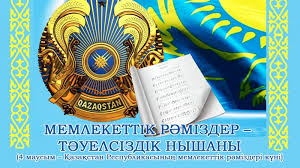 QAZAQSTAN
МЕМЛЕКЕТТІК РӘМІЗДЕР –
ТӘУЕЛСІЗДІК НЫШАНЫ
(4 маусым – Қазақстан Республикасының мемлекеттік рәміздері күні)